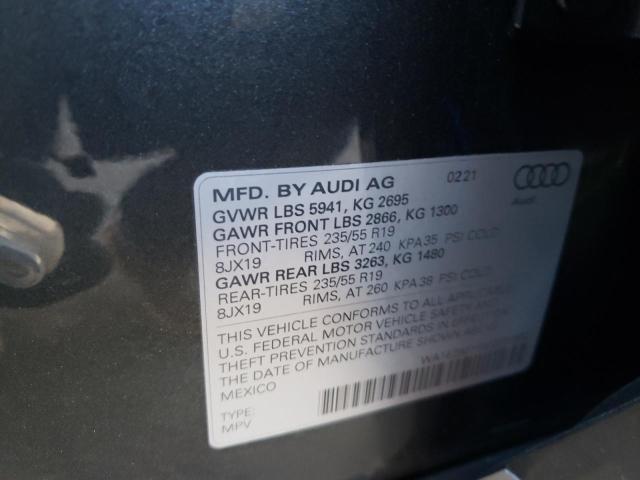 MFD. BY AUDI AG 0221
GVWR LBS 5941, KG 2695
GAWR FRONT LBS 2866, KG 1300
FRONT-TIRES 235/55 R19
8JX19 RIMS, AT 240 KPA35 PSI COLD
GAWR REAR LBS 3263, KG 1480
REAR-TIRES 235/55 R19
8JX19 RIMS, AT 260 KPA 38 PSI COLD
THIS VEHICLE CONFORMS TO ALL APPLICABLE
U.S. FEDERAL MOTOR VEHICLE SAFETY AND
THEFT PREVENTION STANDARDS IN EFFECT ON
THE DATE OF MANUFACTURE SHOWN ABOVE
MEXICO
TYPE:
MPV
Audi